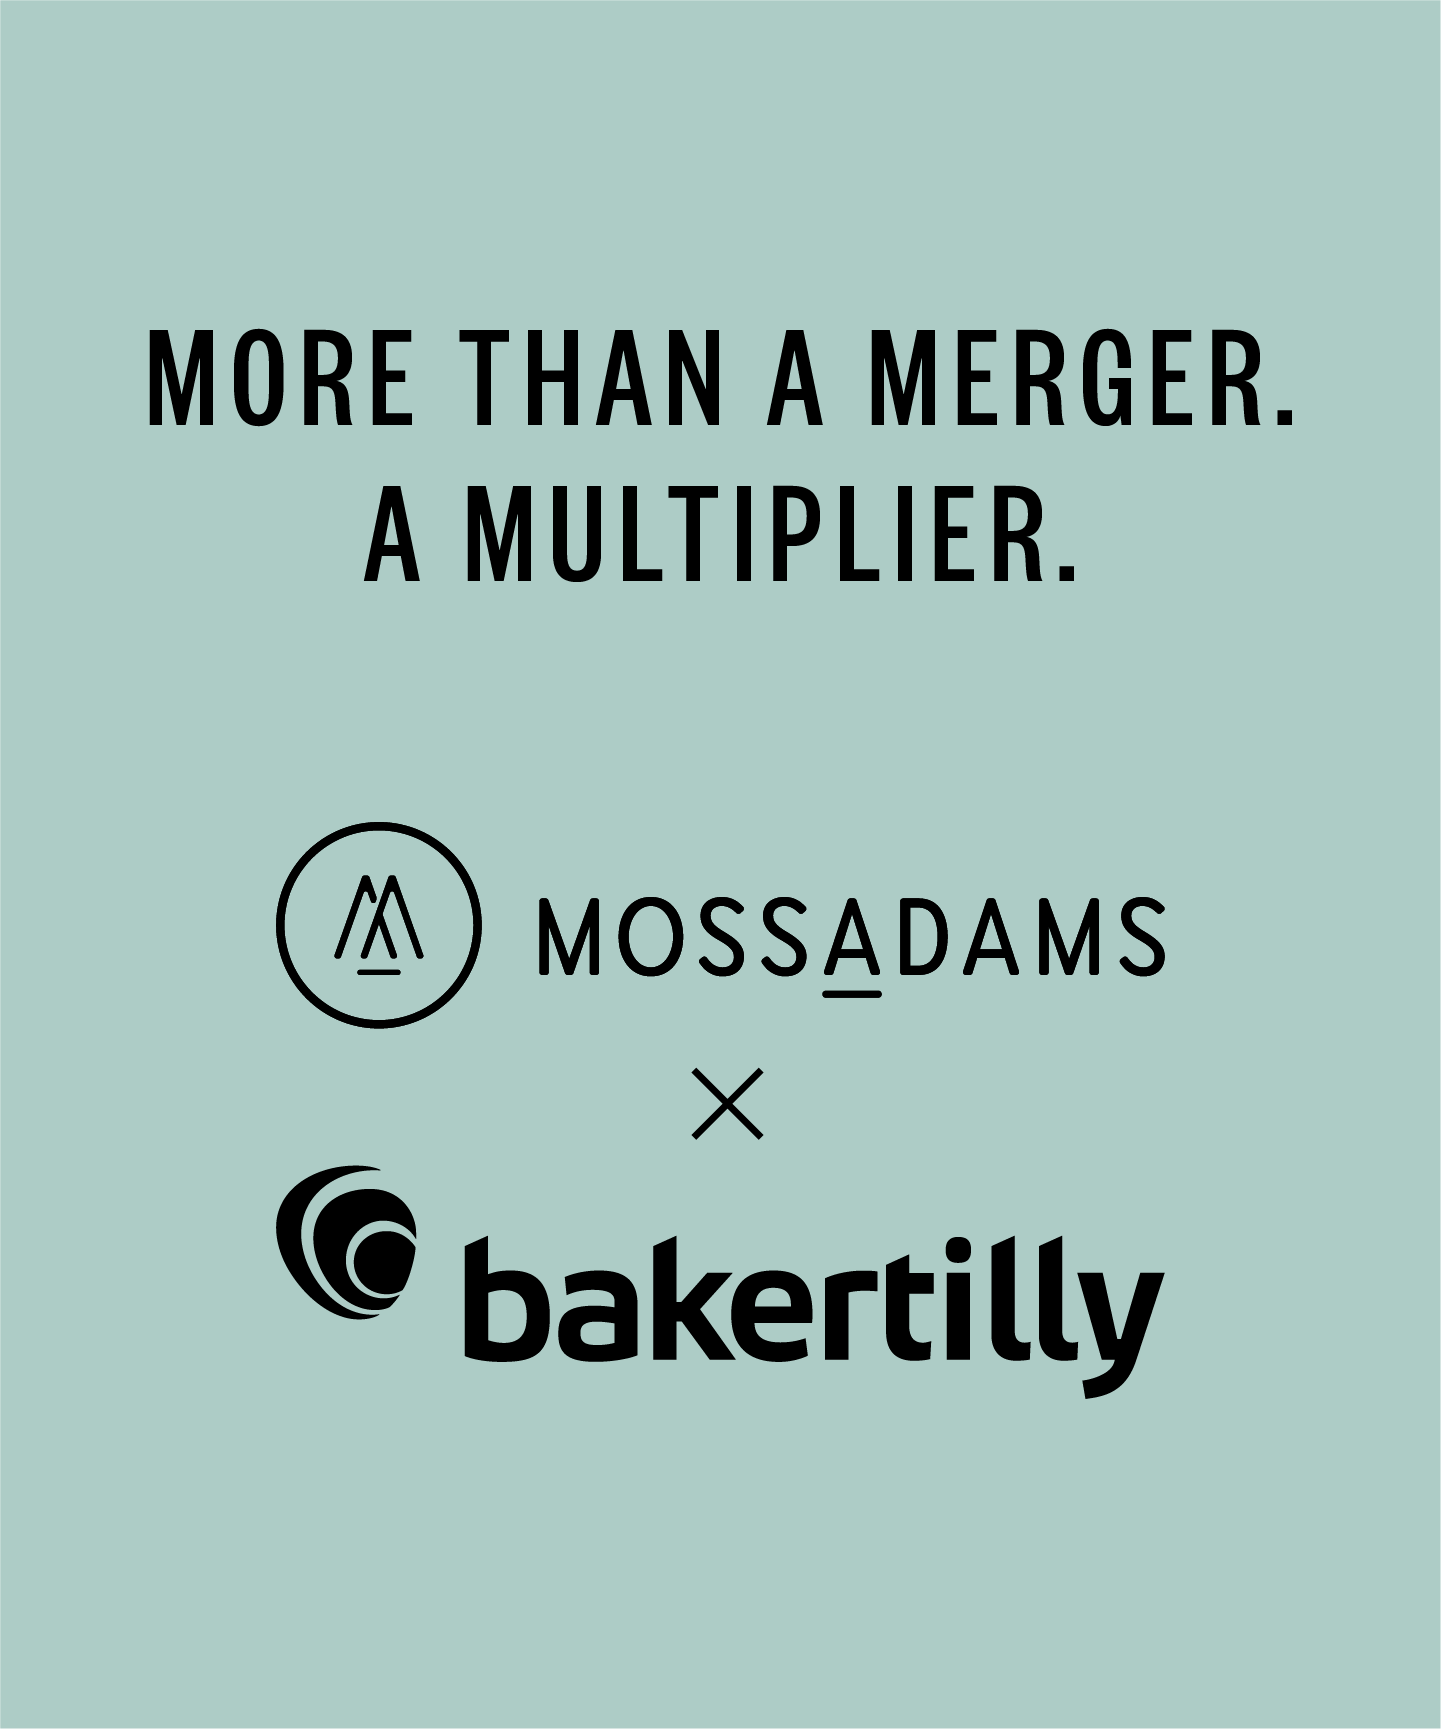 MORE THAN A MERGER.
A MULTIPLIER.
MOSSADAMS
×
bakertilly